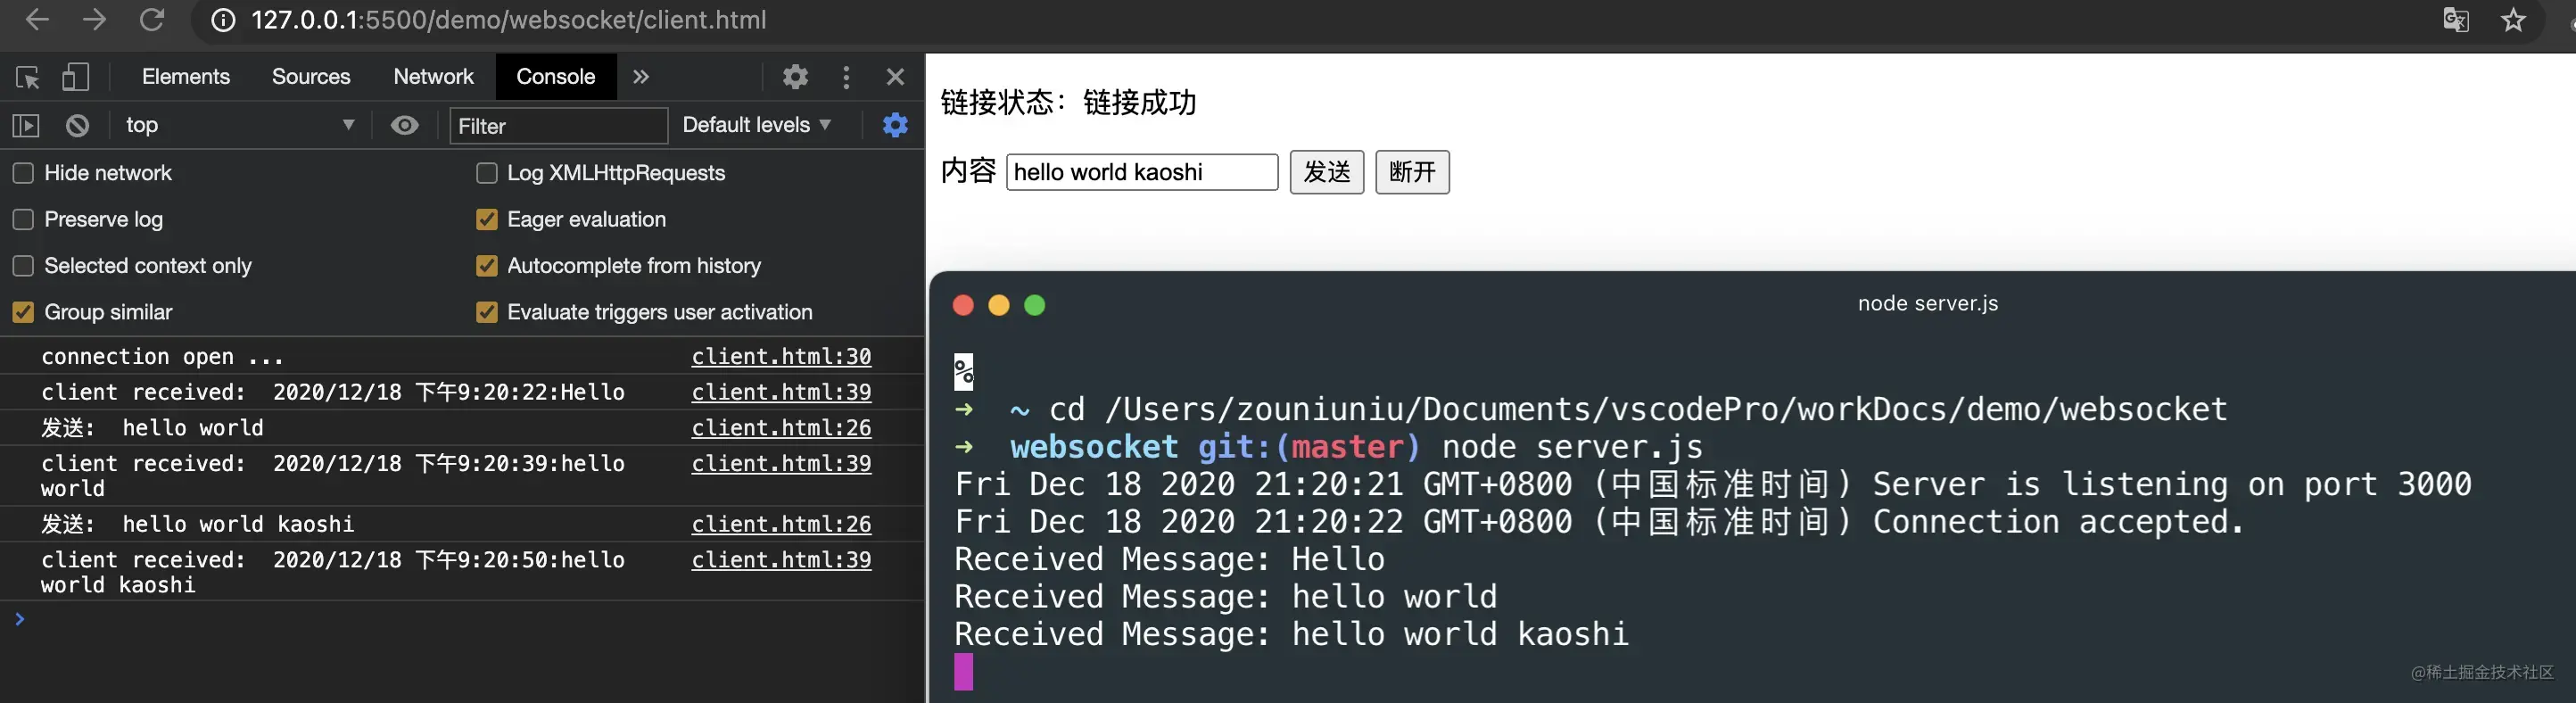 127.0.0.1:5500/demo/websocket/client.html
Elements Sources Network Console »
top Filter Default levels
Hide network Log XMLHttpRequests
Preserve log Eager evaluation
Selected context only Autocomplete from history
Group similar Evaluate triggers user activation
connection open ... client.html:30
client received: 2020/12/18 下午9:20:22:Hello client.html:39
发送: hello world client.html:26
client received: 2020/12/18 下午9:20:39:hello client.html:39
world
发送: hello world kaoshi client.html:26
client received: 2020/12/18 下午9:20:50:hello client.html:39
world kaoshi
链接状态：链接成功
内容 hello world kaoshi 发送 断开
node server.js
%
→ ~ cd /Users/zouniuniu/Documents/vscodePro/workDocs/demo/websocket
→ websocket git:(master) node server.js
Fri Dec 18 2020 21:20:21 GMT+0800 (中国标准时间) Server is listening on port 3000
Fri Dec 18 2020 21:20:22 GMT+0800 (中国标准时间) Connection accepted.
Received Message: Hello
Received Message: hello world
Received Message: hello world kaoshi
@稀土掘金技术社区